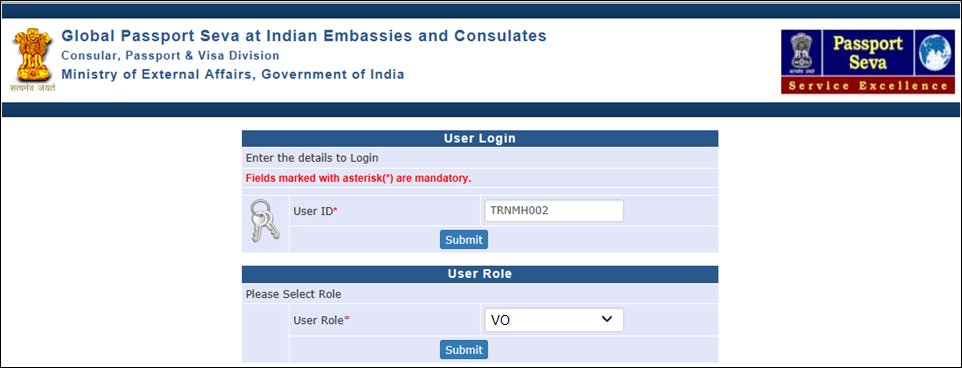 Global Passport Seva at Indian Embassies and Consulates
Consular, Passport & Visa Division
Ministry of External Affairs, Government of India
सत्यमेव जयते
Passport
Seva
Service Excellence
User Login
Enter the details to Login
Fields marked with asterisk(*) are mandatory.
User ID*
TRNMH002
Submit
User Role
Please Select Role
User Role*
VO
Submit